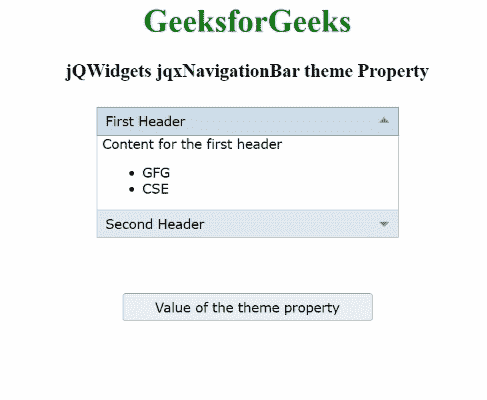 GeeksforGeeks
jQWidgets jqxNavigationBar theme Property
First Header
Content for the first header
GFG
CSE
Second Header
Value of the theme property